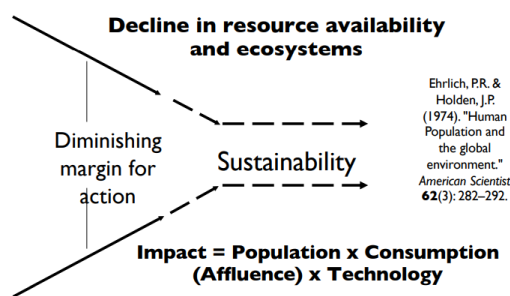 Decline in resource availability
and ecosystems
Ehrlich, P.R. &
Holden, J.P.
(1974). "Human
Population and
the global
environment."
American Scientist
62(3): 282–292.
Diminishing
margin for
action
Sustainability
Impact = Population x Consumption
(Affluence) x Technology